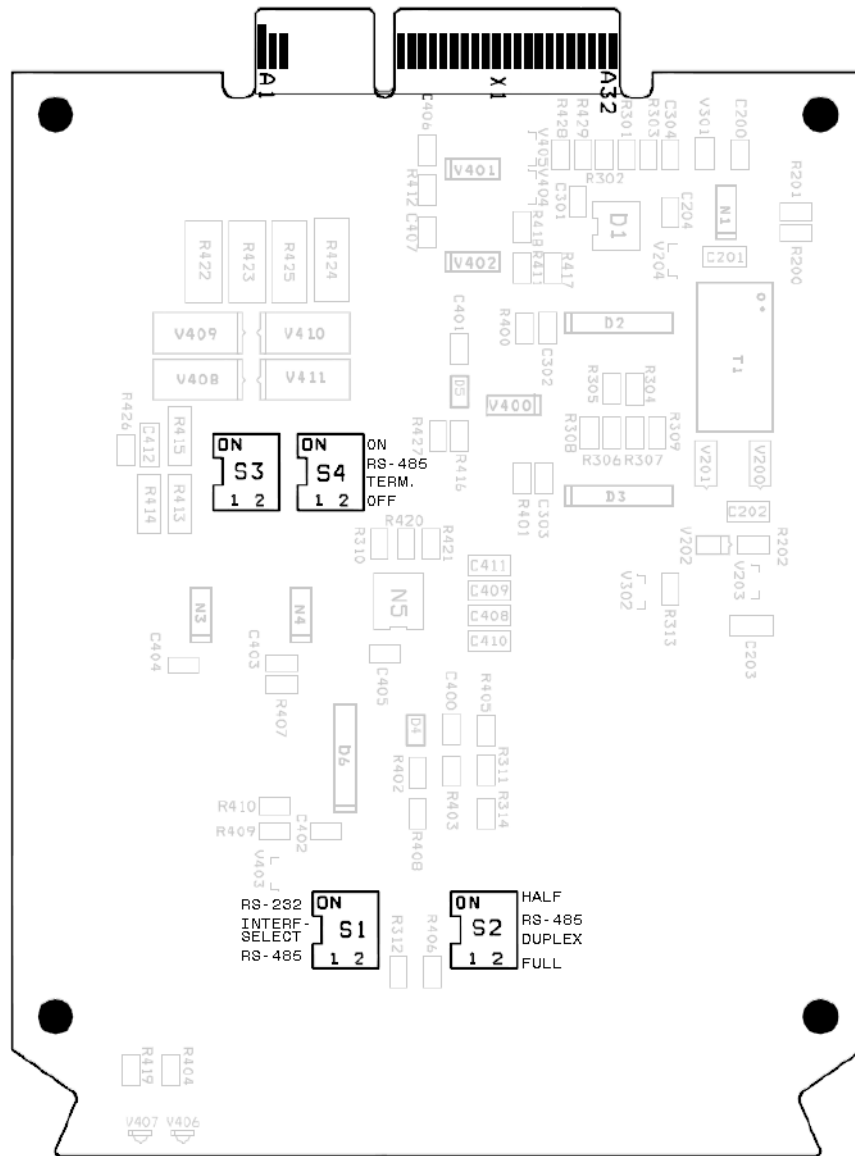 A1
X1
A32
C406
V405
R428
R429
R301
R303
C304
V301
C200
V401
R302
R412
V404
C301
C204
N1
R201
D1
C407
R418
V204
R200
R422
R423
R425
R424
V402
R411
R417
C201
V409
V410
C401
R400
C302
D2
T1
V408
V411
D5
R305
R304
V400
R426
C412
R415
R427
R416
R308
R306
R307
R309
V201
V200
ON
S3
1 2
ON
S4
1 2
ON
RS-485
TERM.
OFF
R414
R413
R401
C303
D3
C202
R310
R420
R421
V202
R202
C411
C409
C408
C410
N5
V302
R313
V203
C203
N3
N4
C404
C403
C405
R407
C400
R405
D4
D6
R402
R403
R311
R410
R409
C402
R408
R314
V403
RS-232
INTERF-
SELECT
RS-485
ON
S1
1 2
R312
R406
ON
S2
1 2
HALF
RS-485
DUPLEX
FULL
R419
R404
V407
V406